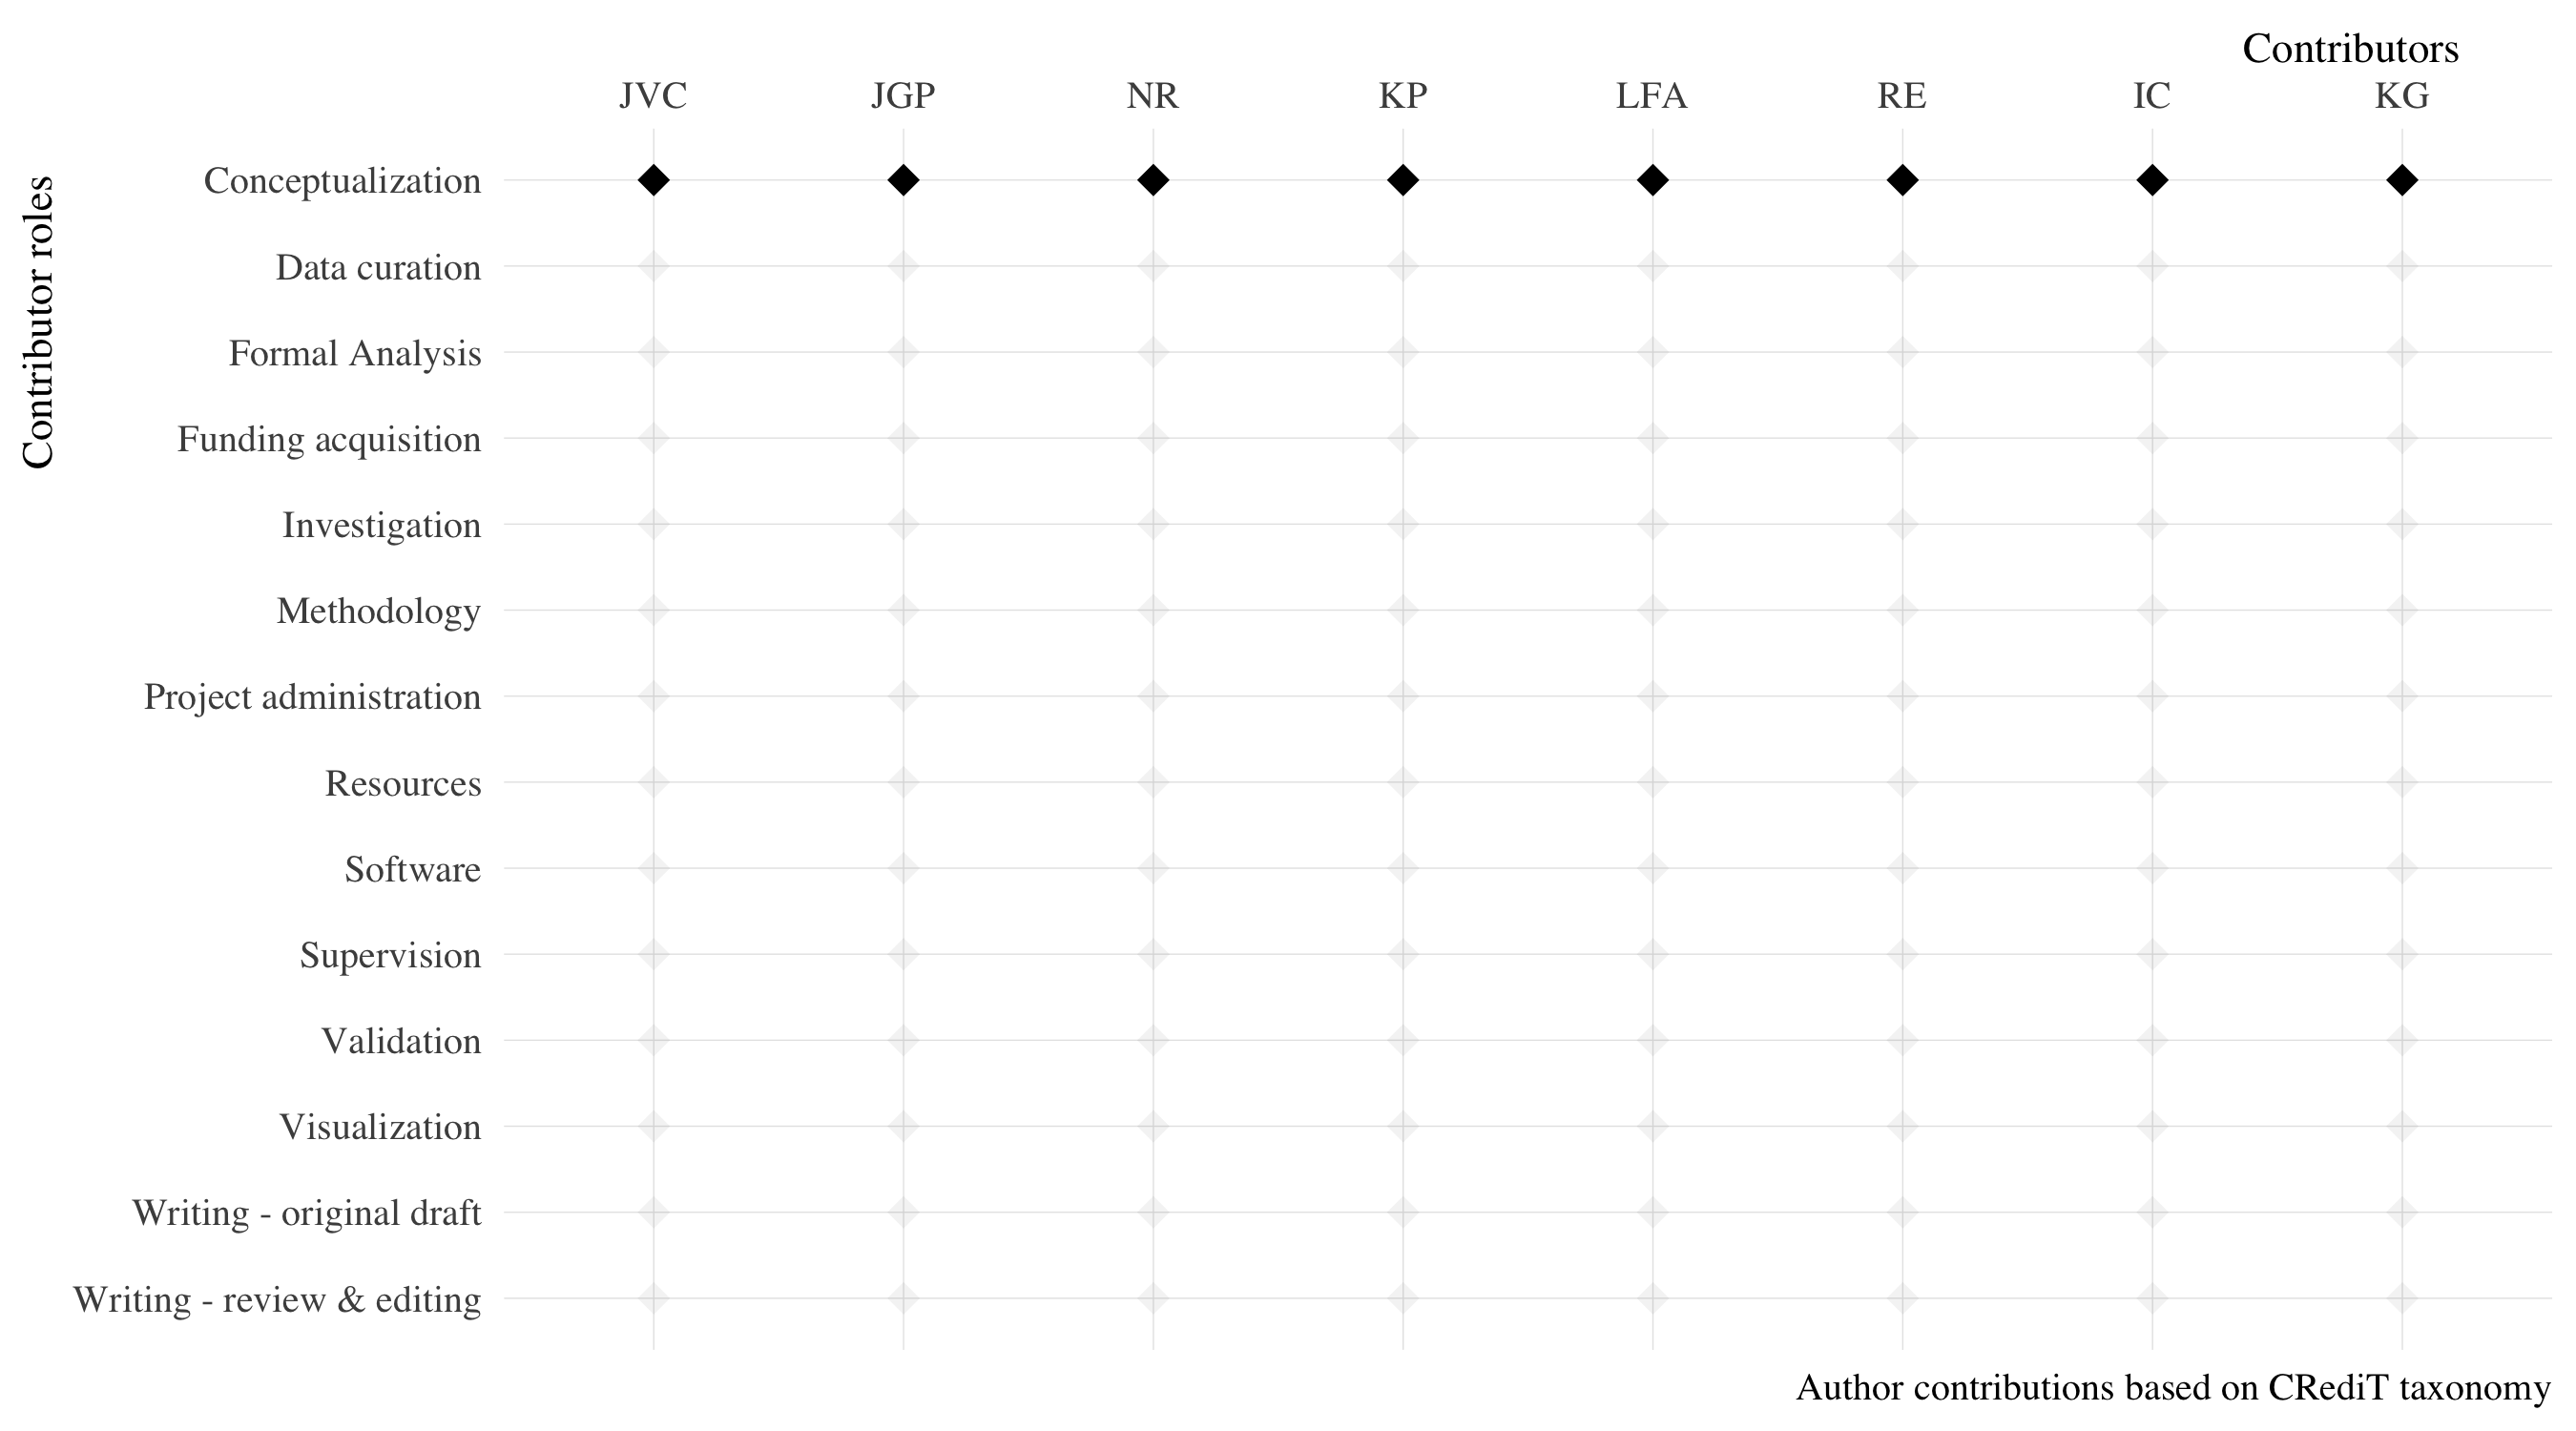 Contributors
JVC JGP NR KP LFA RE IC KG
Contributor roles
Conceptualization
Data curation
Formal Analysis
Funding acquisition
Investigation
Methodology
Project administration
Resources
Software
Supervision
Validation
Visualization
Writing - original draft
Writing - review & editing
Author contributions based on CRediT taxonomy